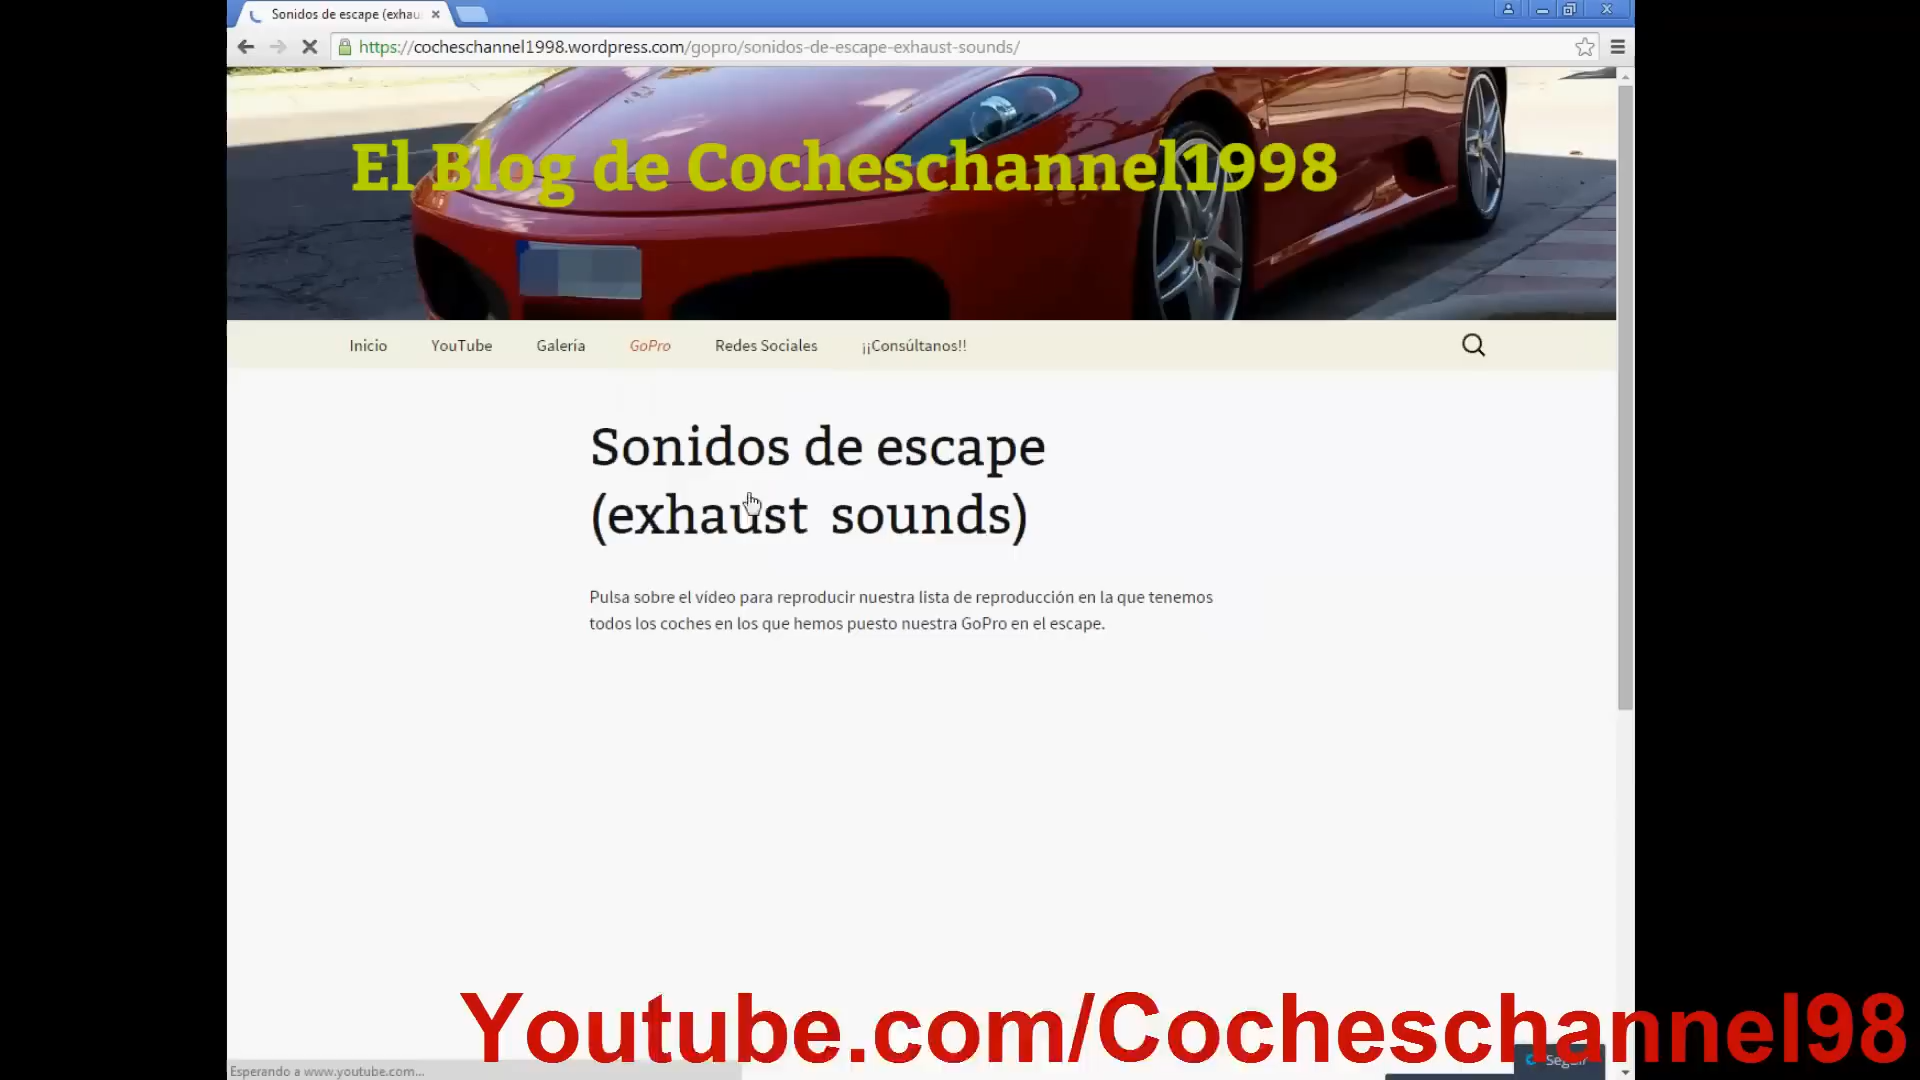 Sonidos de escape (exhau
https://cocheschannel1998.wordpress.com/gopro/sonidos-de-escape-exhaust-sounds/
El Blog de Cocheschannel1998
Inicio YouTube Galería GoPro Redes Sociales ¡¡Consúltanos!!
Sonidos de escape
(exhaust sounds)
Pulsa sobre el vídeo para reproducir nuestra lista de reproducción en la que tenemos
todos los coches en los que hemos puesto nuestra GoPro en el escape.
Youtube.com/Cocheschannel98
Seguir
Esperando a www.youtube.com...